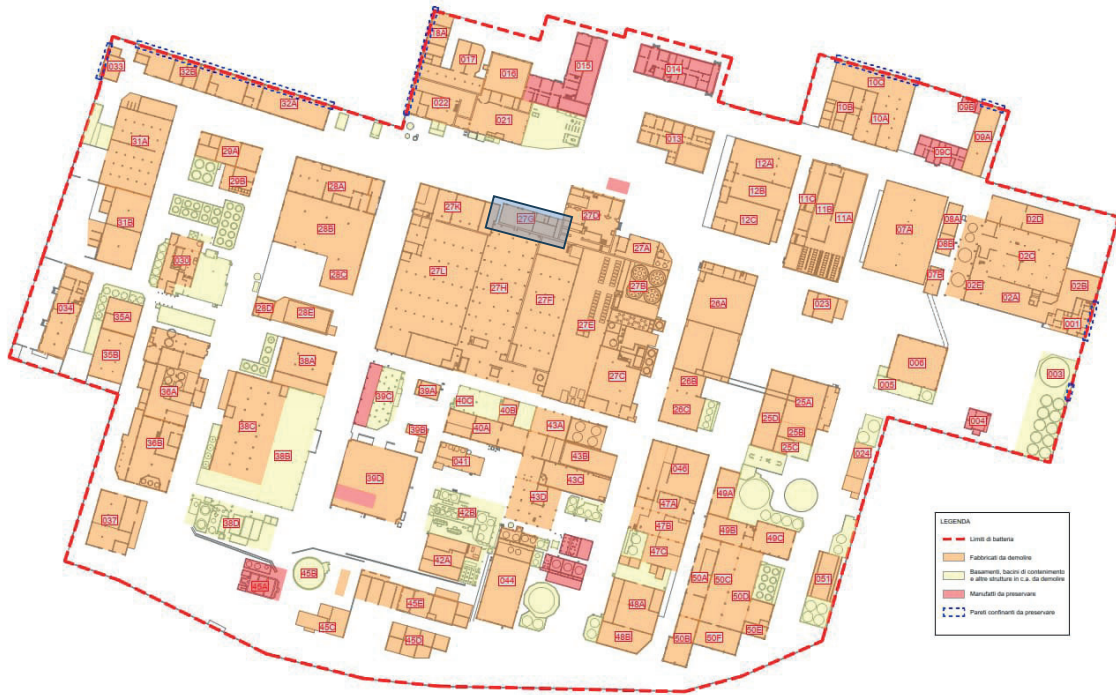 18A
017
016
015
014
033
32B
32A
022
021
10C
10B
10A
09B
09A
09C
013
31A
29A
29B
28A
12A
12B
12C
11C
11B
11A
27K
27G
27D
07A
08A
08B
02D
31B
28B
27A
02C
030
28C
27L
27H
27F
27B
26A
07B
02E
02A
02B
034
35A
28D
28E
27E
023
001
35B
38A
006
003
36A
39C
39A
27C
26B
26C
005
25A
40C
40B
38C
40A
43A
25D
25B
004
36B
38B
39B
041
43B
43C
25C
024
39D
046
43D
47A
49A
037
38D
42B
47B
49B
49C
42A
47C
45A
45B
044
50A
50C
051
45E
48A
50D
45C
45D
48B
50B
50F
50E
LEGENDA
Limiti di batteria
Fabbricati da demolire
Basamenti, bacini di contenimento
e altre strutture in c.a. da demolire
Manufatti da preservare
Pareti confinanti da preservare